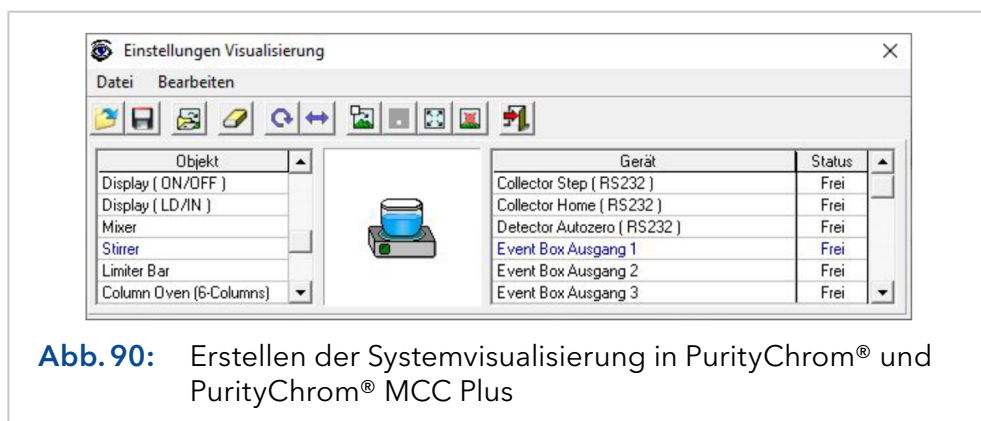 Einstellungen Visualisierung
Datei Bearbeiten
Objekt
Display ( ON/OFF )
Display ( LD/IN )
Mixer
Stirrer
Limiter Bar
Column Oven (6-Columns)
Gerät Status
Collector Step ( RS232 ) Frei
Collector Home ( RS232 ) Frei
Detector Autozero ( RS232 ) Frei
Event Box Ausgang 1 Frei
Event Box Ausgang 2 Frei
Event Box Ausgang 3 Frei
Abb. 90: Erstellen der Systemvisualisierung in PurityChrom® und
PurityChrom® MCC Plus